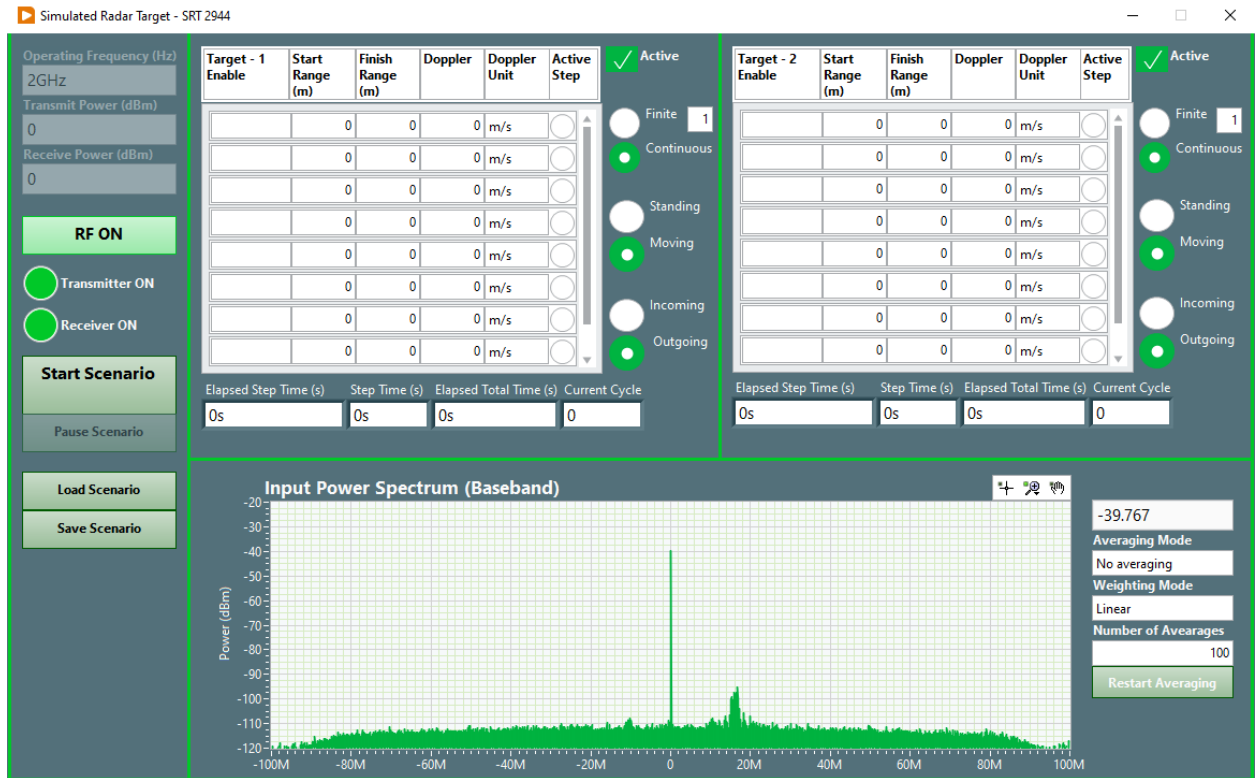 Simulated Radar Target - SRT 2944
Operating Frequency (Hz)
2GHz
Transmit Power (dBm)
0
Receive Power (dBm)
0
RF ON
Transmitter ON
Receiver ON
Start Scenario
Pause Scenario
Load Scenario
Save Scenario
Target - 1 Enable Start Range (m) Finish Range (m) Doppler Doppler Unit Active Step
0 0 0 m/s
0 0 0 m/s
0 0 0 m/s
0 0 0 m/s
0 0 0 m/s
0 0 0 m/s
0 0 0 m/s
0 0 0 m/s
Active
Finite 1
Continuous
Standing
Moving
Incoming
Outgoing
Elapsed Step Time (s) Step Time (s) Elapsed Total Time (s) Current Cycle
0s 0s 0s 0
Target - 2 Enable Start Range (m) Finish Range (m) Doppler Doppler Unit Active Step
0 0 0 m/s
0 0 0 m/s
0 0 0 m/s
0 0 0 m/s
0 0 0 m/s
0 0 0 m/s
0 0 0 m/s
0 0 0 m/s
Active
Finite 1
Continuous
Standing
Moving
Incoming
Outgoing
Elapsed Step Time (s) Step Time (s) Elapsed Total Time (s) Current Cycle
0s 0s 0s 0
Input Power Spectrum (Baseband)
Power (dBm)
-20
-30
-40
-50
-60
-70
-80
-90
-100
-110
-120
-100M -80M -60M -40M -20M 0 20M 40M 60M 80M 100M
-39.767
Averaging Mode
No averaging
Weighting Mode
Linear
Number of Avearages
100
Restart Averaging